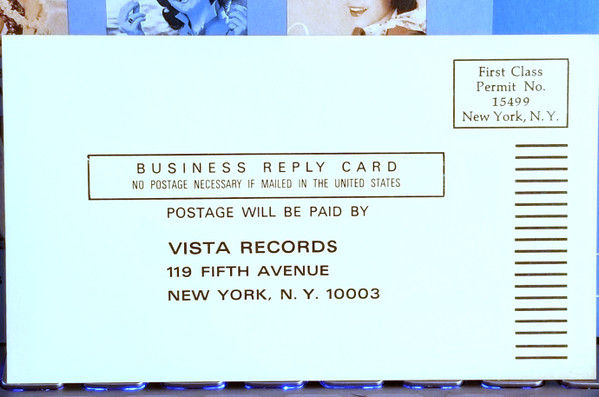 First Class
Permit No.
15499
New York, N. Y.
BUSINESS REPLY CARD
NO POSTAGE NECESSARY IF MAILED IN THE UNITED STATES
POSTAGE WILL BE PAID BY
VISTA RECORDS
119 FIFTH AVENUE
NEW YORK, N. Y. 10003